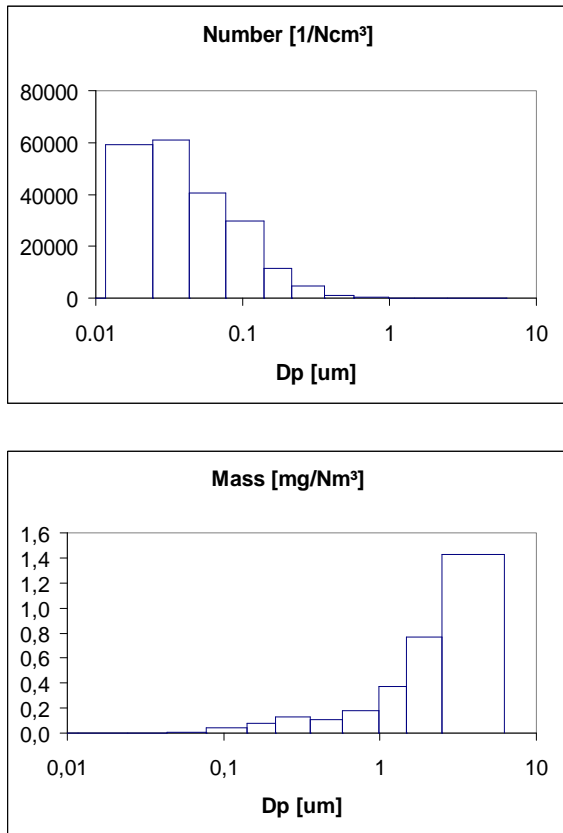 Number [1/Ncm³]
80000
60000
40000
20000
0
0.01 0.1 1 10
Dp [um]
Mass [mg/Nm³]
1,6
1,4
1,2
1,0
0,8
0,6
0,4
0,2
0,0
0,01 0,1 1 10
Dp [um]